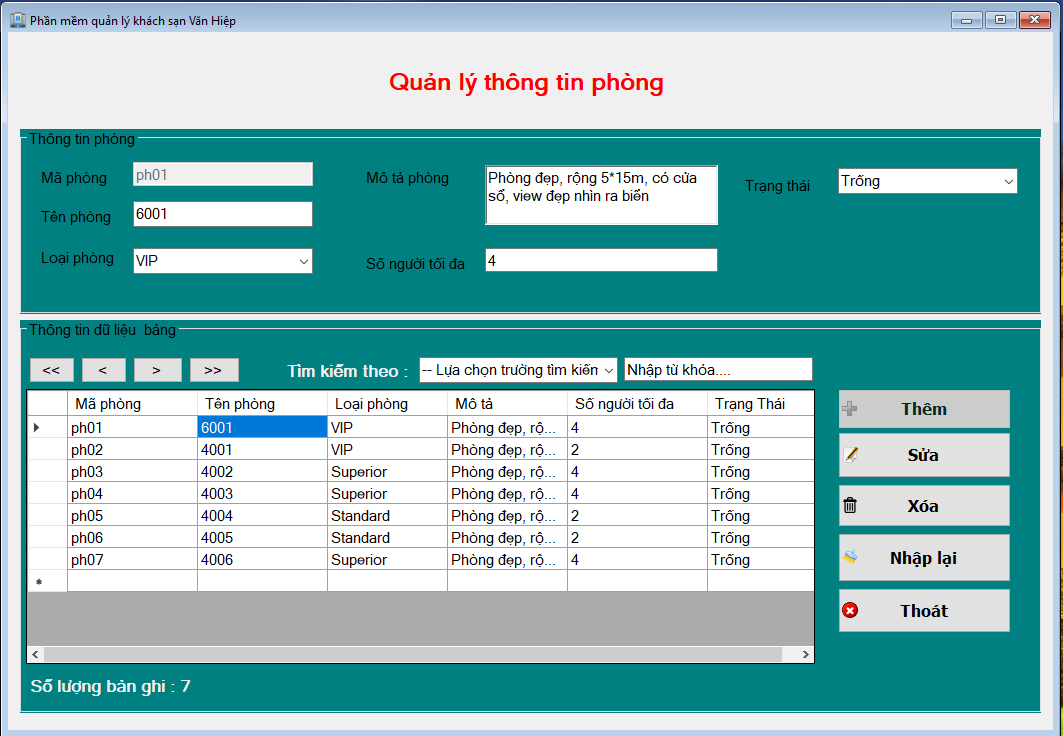 Phần mềm quản lý khách sạn Văn Hiệp
Quản lý thông tin phòng
Thông tin phòng
Mã phòng ph01
Tên phòng 6001
Loại phòng VIP
Mô tả phòng Phòng đẹp, rộng 5*15m, có cửa
sổ, view đẹp nhìn ra biển
Số người tối đa 4
Trạng thái Trống
Thông tin dữ liệu bảng
<< < > >> Tìm kiếm theo : -- Lựa chọn trường tìm kiếm Nhập từ khóa....
Mã phòng Tên phòng Loại phòng Mô tả Số người tối đa Trạng Thái
ph01 6001 VIP Phòng đẹp, rộ... 4 Trống
ph02 4001 VIP Phòng đẹp, rộ... 2 Trống
ph03 4002 Superior Phòng đẹp, rộ... 4 Trống
ph04 4003 Superior Phòng đẹp, rộ... 4 Trống
ph05 4004 Standard Phòng đẹp, rộ... 2 Trống
ph06 4005 Standard Phòng đẹp, rộ... 2 Trống
ph07 4006 Superior Phòng đẹp, rộ... 4 Trống
Thêm
Sửa
Xóa
Nhập lại
Thoát
Số lượng bản ghi : 7